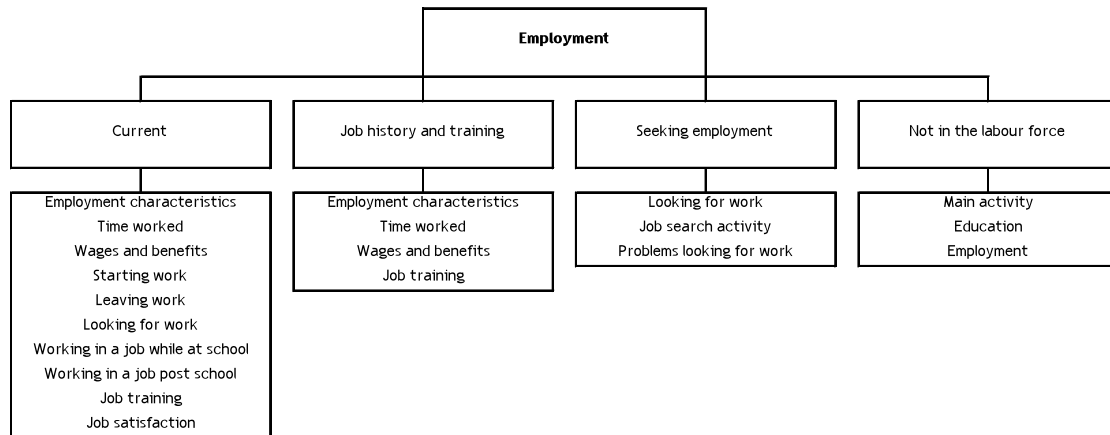 Employment
Current
Job history and training
Seeking employment
Not in the labour force
Employment characteristics
Time worked
Wages and benefits
Starting work
Leaving work
Looking for work
Working in a job while at school
Working in a job post school
Job training
Job satisfaction
Employment characteristics
Time worked
Wages and benefits
Job training
Looking for work
Job search activity
Problems looking for work
Main activity
Education
Employment